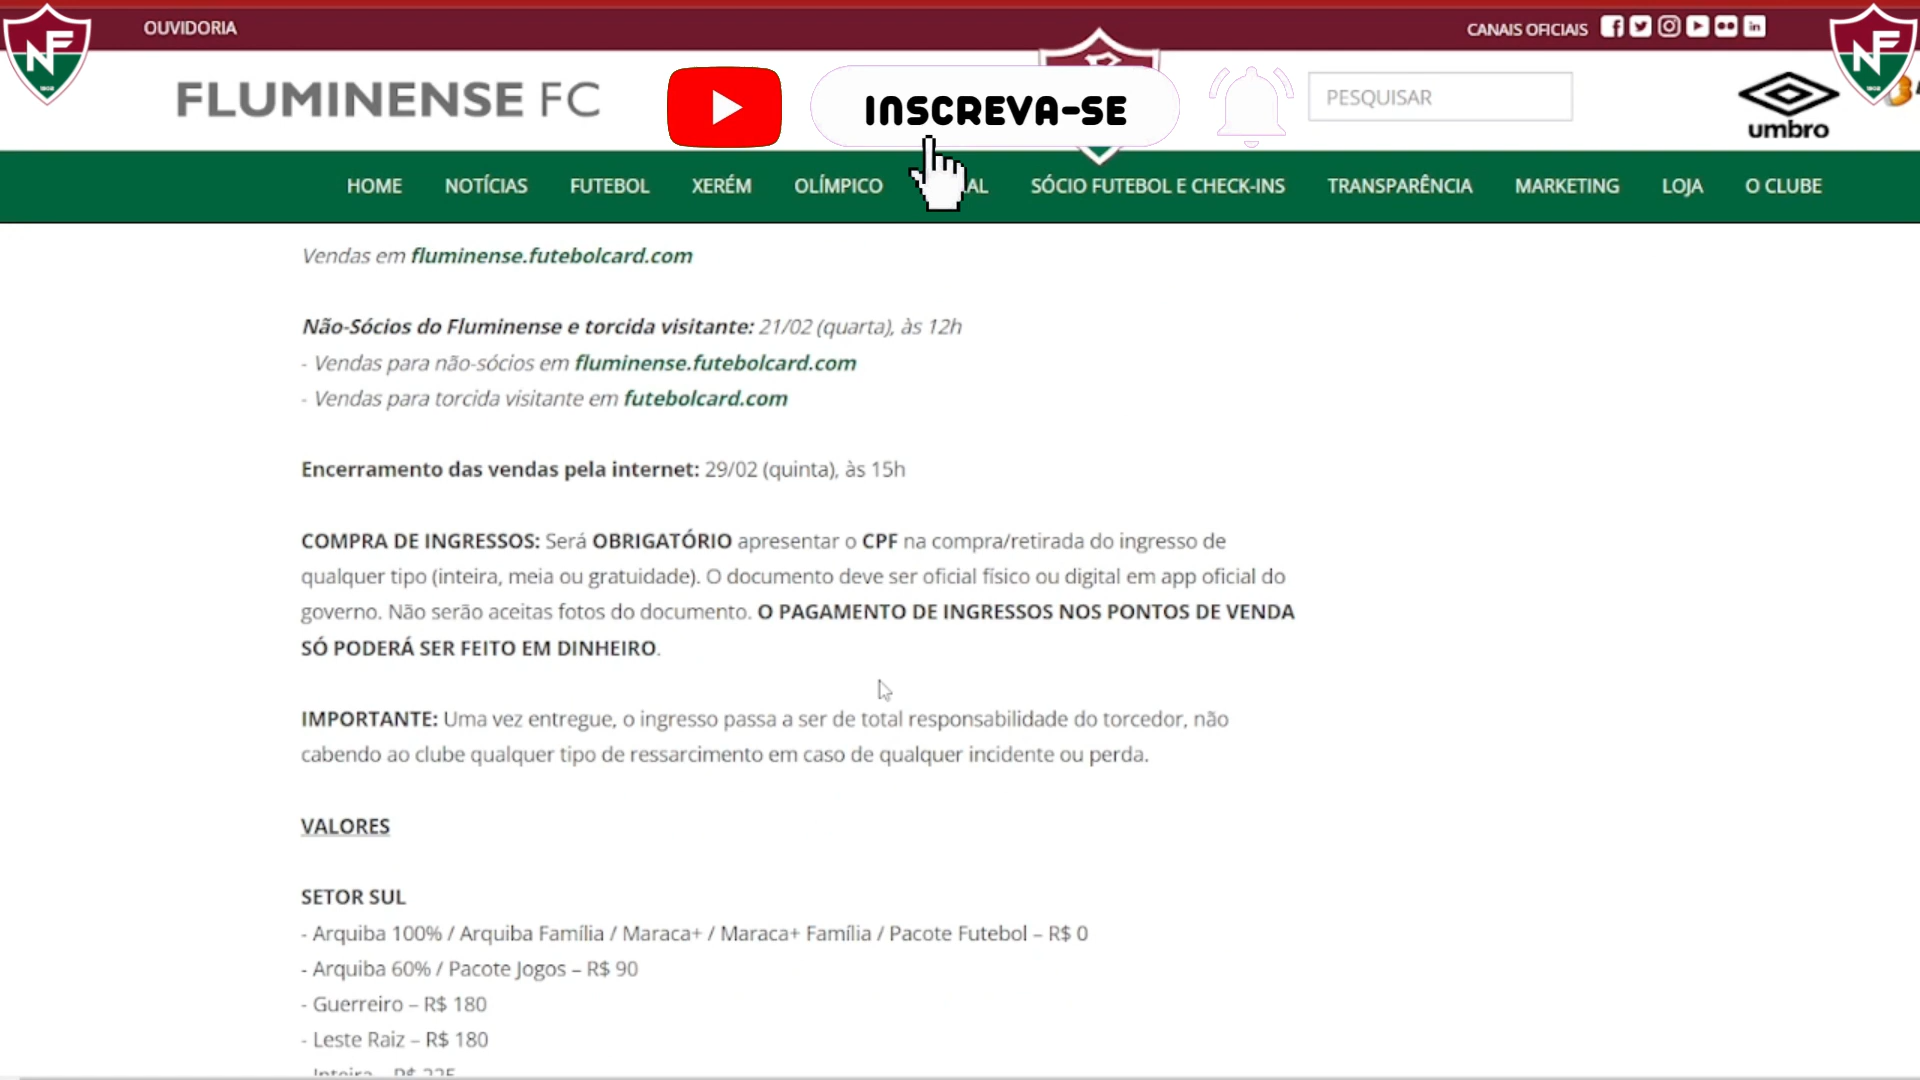 OUVIDORIA
CANAIS OFICIAIS
FLUMINENSE FC
INSCREVA-SE
PESQUISAR
umbro
HOME NOTÍCIAS FUTEBOL XERÉM OLÍMPICO SÓCIO FUTEBOL E CHECK-INS TRANSPARÊNCIA MARKETING LOJA O CLUBE
Vendas em fluminense.futebolcard.com
Não-Sócios do Fluminense e torcida visitante: 21/02 (quarta), às 12h
- Vendas para não-sócios em fluminense.futebolcard.com
- Vendas para torcida visitante em futebolcard.com
Encerramento das vendas pela internet: 29/02 (quinta), às 15h
COMPRA DE INGRESSOS: Será OBRIGATÓRIO apresentar o CPF na compra/retirada do ingresso de
qualquer tipo (inteira, meia ou gratuidade). O documento deve ser oficial físico ou digital em app oficial do
governo. Não serão aceitas fotos do documento. O PAGAMENTO DE INGRESSOS NOS PONTOS DE VENDA
SÓ PODERÁ SER FEITO EM DINHEIRO.
IMPORTANTE: Uma vez entregue, o ingresso passa a ser de total responsabilidade do torcedor, não
cabendo ao clube qualquer tipo de ressarcimento em caso de qualquer incidente ou perda.
VALORES
SETOR SUL
- Arquiba 100% / Arquiba Família / Maraca+ / Maraca+ Família / Pacote Futebol – R$ 0
- Arquiba 60% / Pacote Jogos – R$ 90
- Guerreiro – R$ 180
- Leste Raiz – R$ 180